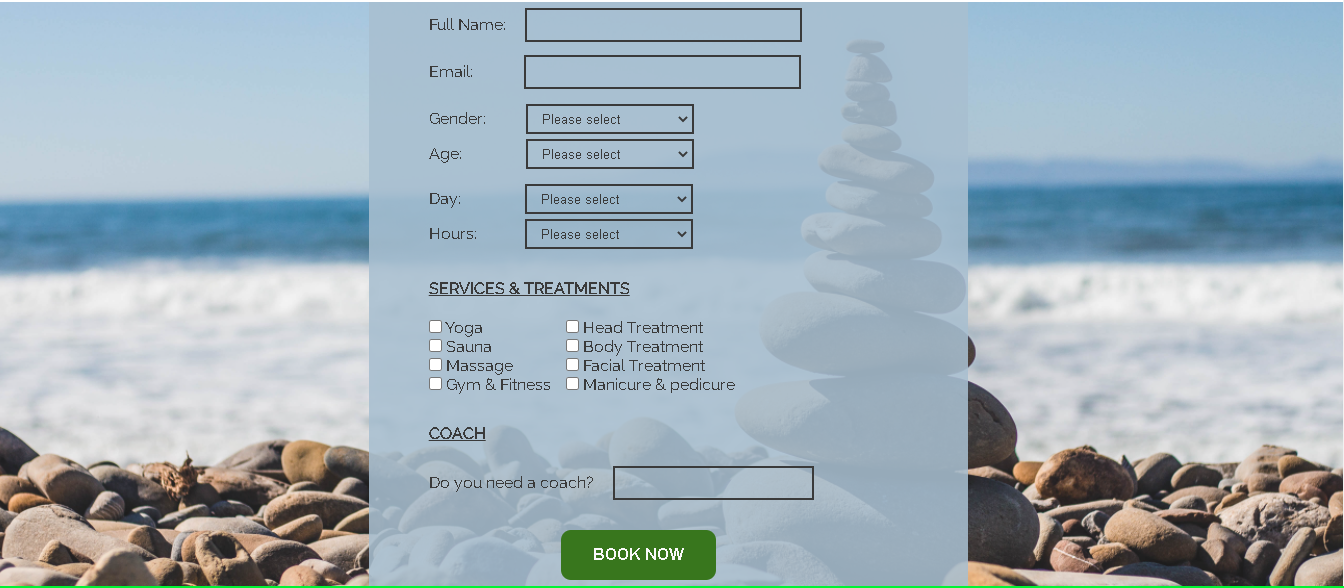 Full Name:
Email:
Gender: Please select
Age: Please select
Day: Please select
Hours: Please select
SERVICES & TREATMENTS
Yoga Head Treatment
Sauna Body Treatment
Massage Facial Treatment
Gym & Fitness Manicure & pedicure
COACH
Do you need a coach?
BOOK NOW